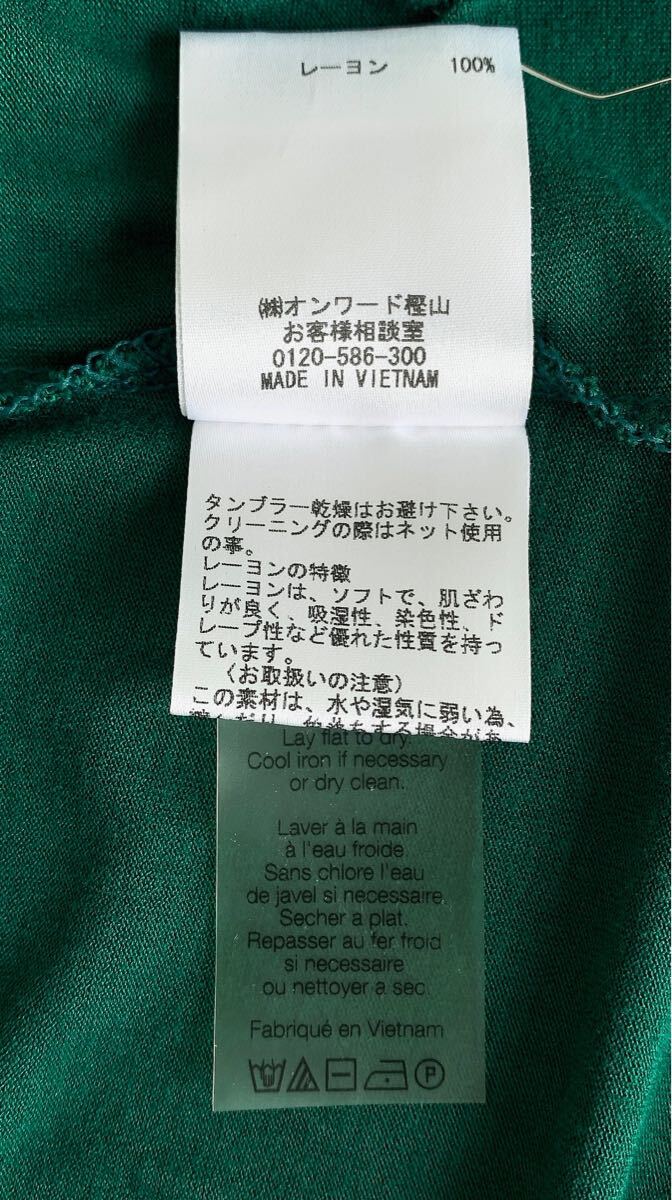 レーヨン 100%
㈱オンワード樫山
お客様相談室
0120-586-300
MADE IN VIETNAM
タンブラー乾燥はお避け下さい。
クリーニングの際はネット使用
の事。
レーヨンの特徴
レーヨンは、ソフトで、肌ざわ
りが良く、吸湿性、染色性、ド
レープ性など優れた性質を持っ
ています。
〈お取扱いの注意〉
この素材は、水や湿気に弱い為、
Lay flat to dry.
Cool iron if necessary
or dry clean.
Laver à la main
à l'eau froide.
Sans chlore l'eau
de javel si necessaire.
Secher a plat.
Repasser au fer froid
si necessaire
ou nettoyer a sec.
Fabriqué en Vietnam
P